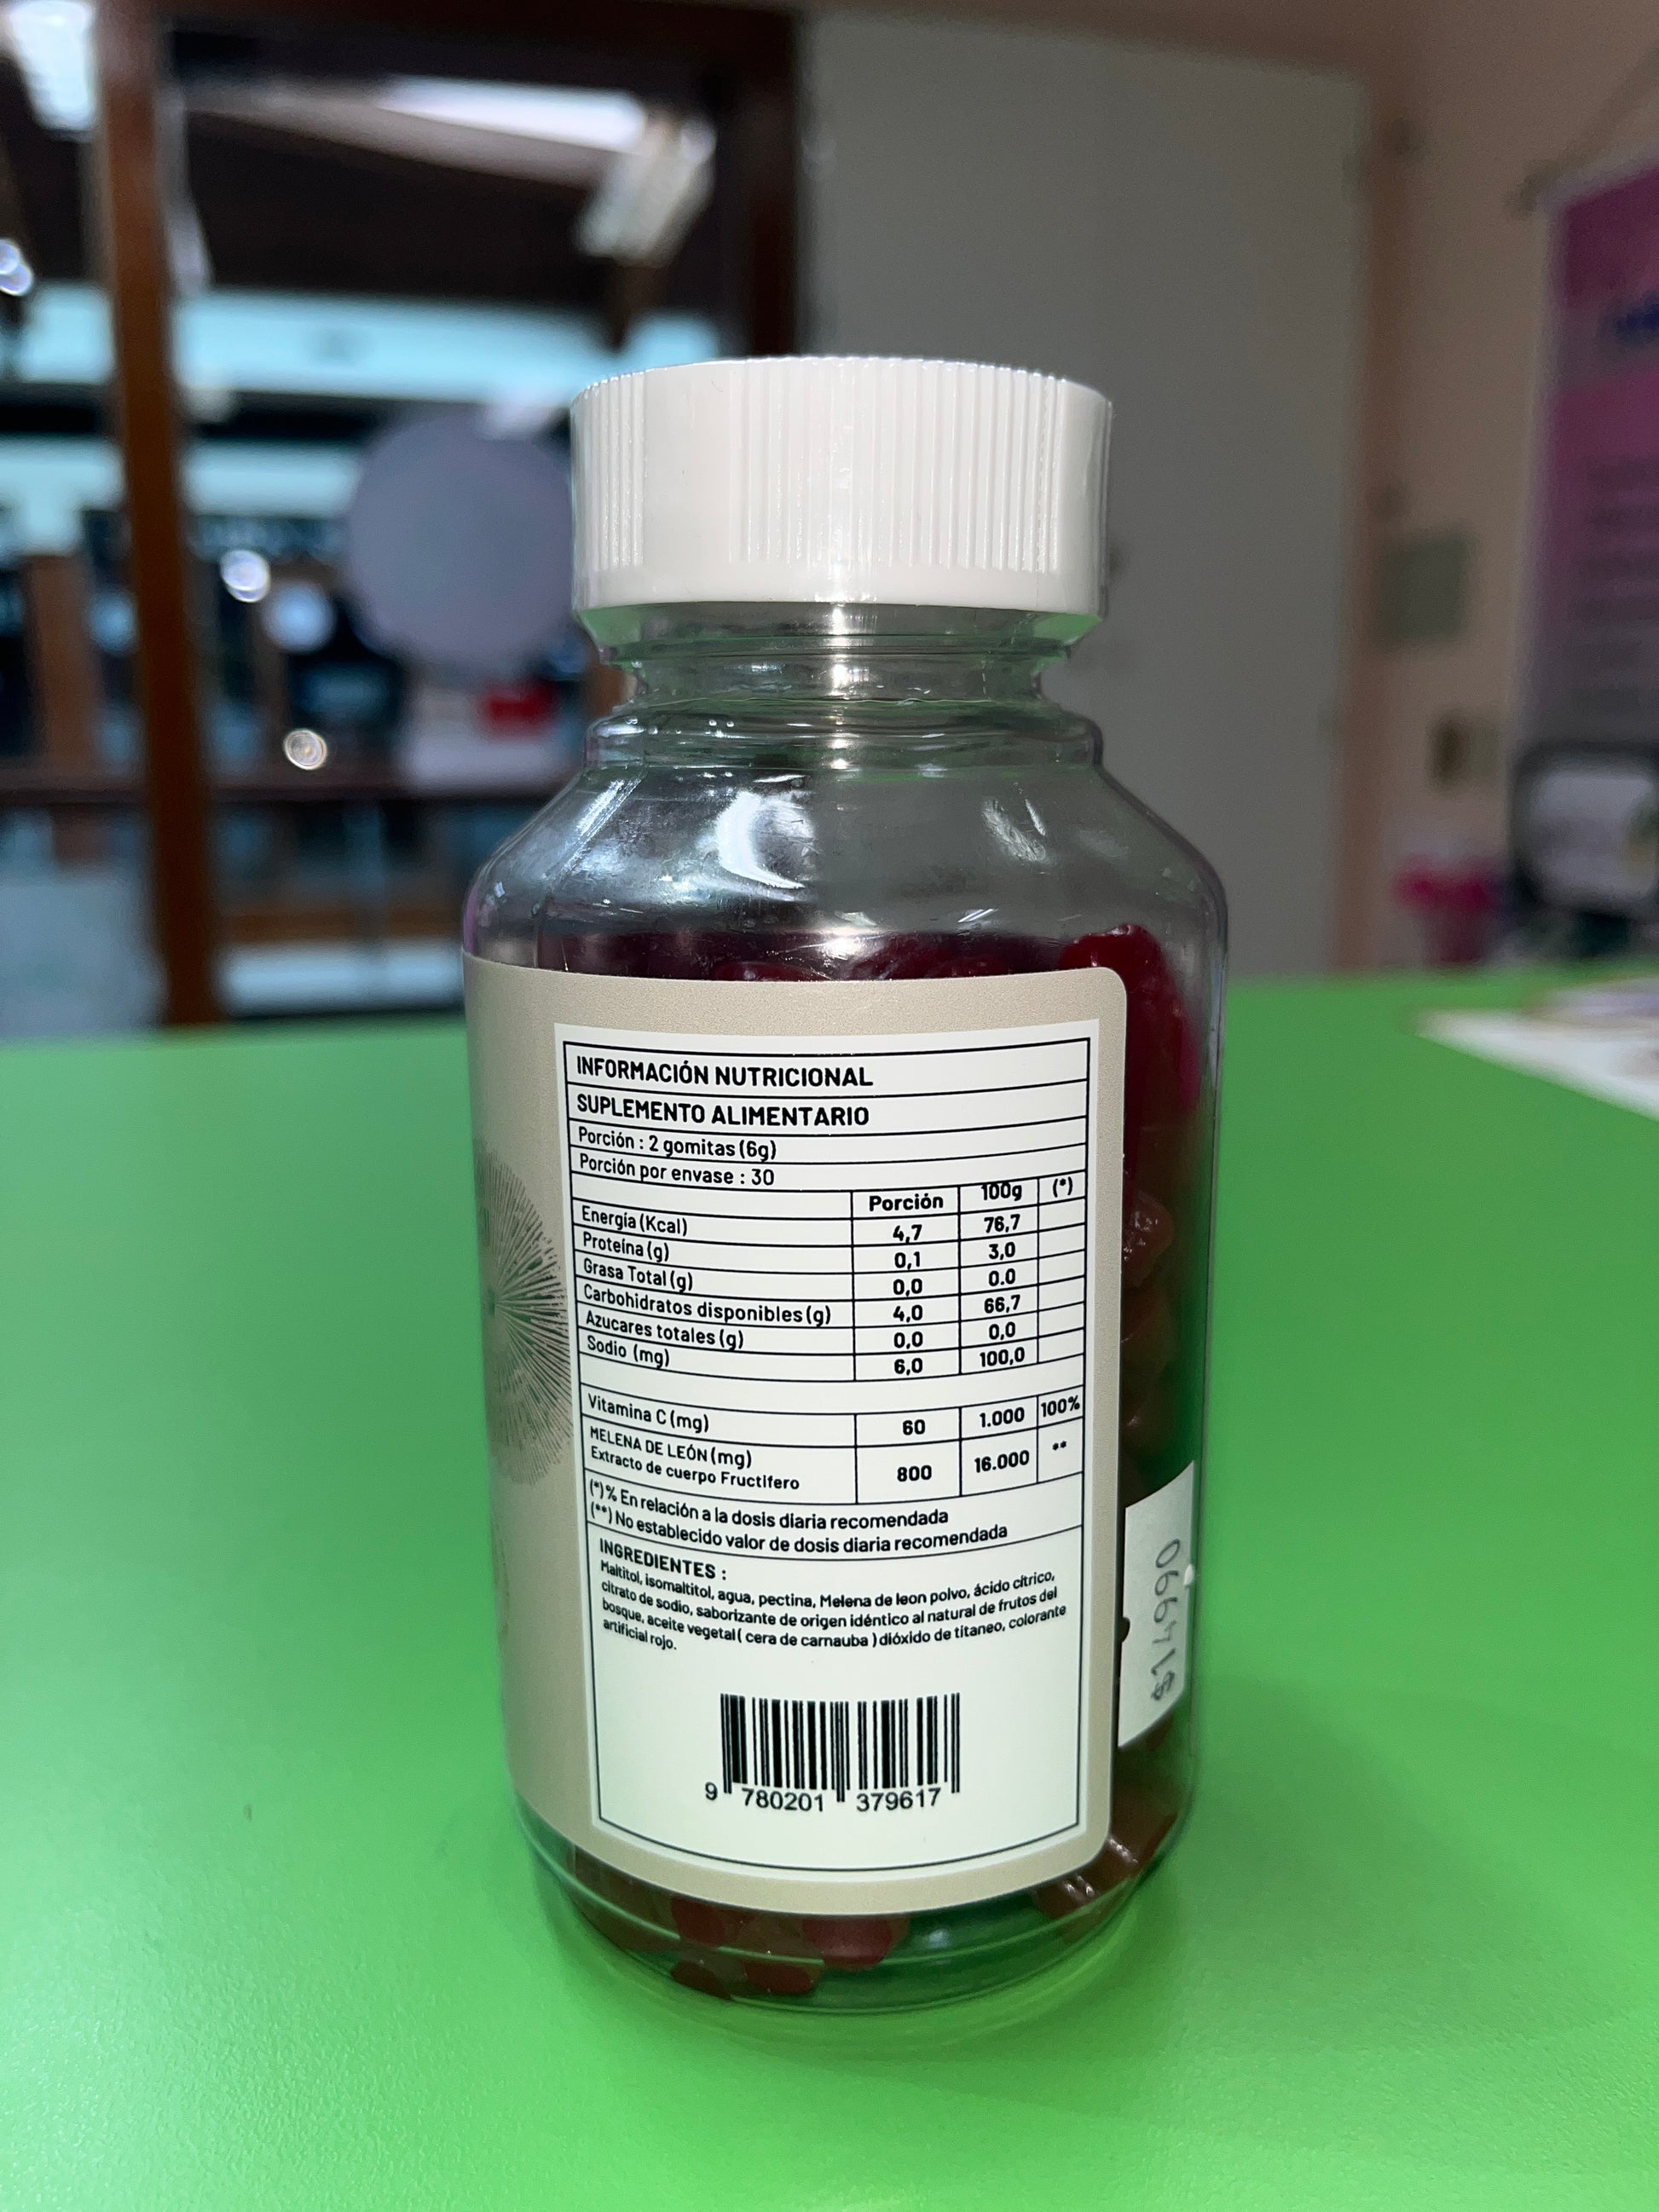 INFORMACIÓN NUTRICIONAL
SUPLEMENTO ALIMENTARIO
Porción : 2 gomitas (6g)
Porción por envase : 30
Porción 100g (*)
Energía (Kcal) 4,7 76,7
Proteína (g) 0,1 3,0
Grasa Total (g) 0,0 0.0
Carbohidratos disponibles (g) 4,0 66,7
Azucares totales (g) 0,0 0,0
Sodio (mg) 6,0 100,0
Vitamina C (mg) 60 1.000 100%
MELENA DE LEÓN (mg)
Extracto de cuerpo Fructifero 800 16.000 **
(*) % En relación a la dosis diaria recomendada
(**) No establecido valor de dosis diaria recomendada
INGREDIENTES :
Maltitol, isomaltitol, agua, pectina, Melena de leon polvo, ácido cítrico,
citrato de sodio, saborizante de origen idéntico al natural de frutos del
bosque, aceite vegetal ( cera de carnauba ) dióxido de titaneo, colorante
artificial rojo.
9 780201 379617
$14990